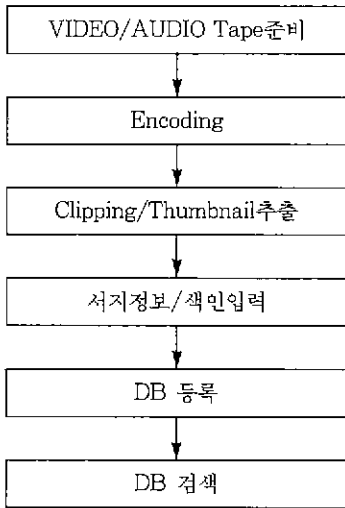 VIDEO/AUDIO Tape준비
Encoding
Clipping/Thumbnail추출
서지정보/색인입력
DB 등록
DB 검색